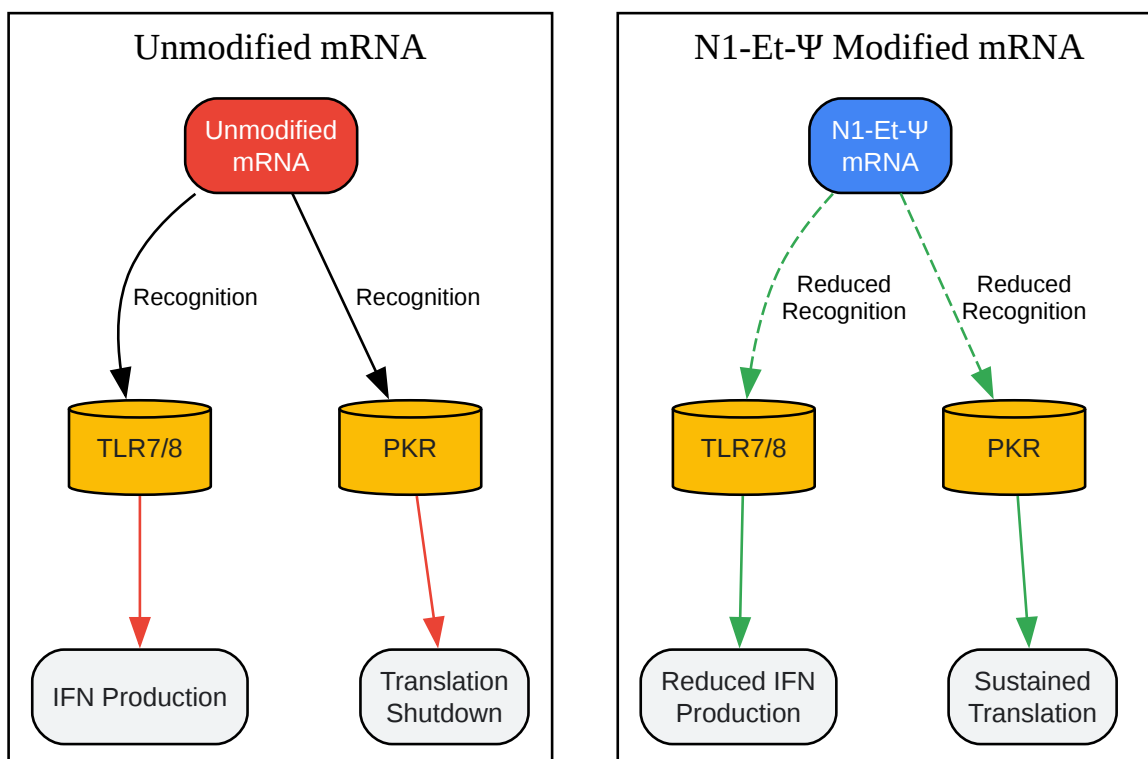 Unmodified mRNA
Unmodified
mRNA
Recognition
Recognition
TLR7/8
PKR
IFN Production
Translation
Shutdown
N1-Et-Ψ Modified mRNA
N1-Et-Ψ
mRNA
Reduced
Recognition
Reduced
Recognition
TLR7/8
PKR
Reduced IFN
Production
Sustained
Translation